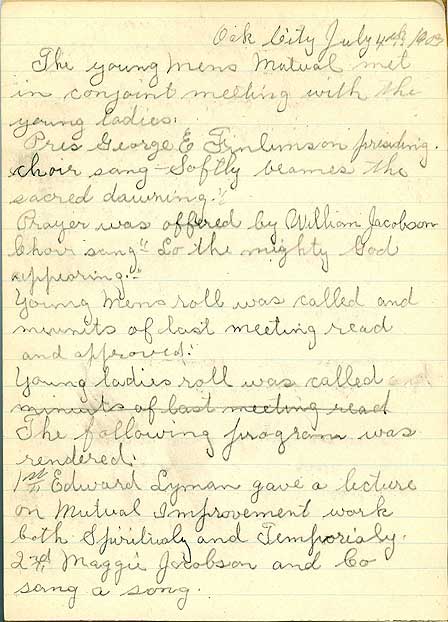 Oak City July 4th, 1903
The young mens Mutual met
in conjoint meeting with the
young ladies.
Pres George E Finlinson presiding.
choir sang "Softly beames the
sacred dawning."
Prayer was offered by William Jacobson
Choir sang "Lo the mighty God
appearing."
Young mens roll was called and
meunits of last meeting read
and approved.
Young ladies roll was called and
minuits of last meeting read
The following program was
rendered:
1st Edward Lyman gave a lecture
on Mutual Improvement work
both Spiritualy and Temporialy.
2nd Maggie Jacobson and Co
sang a song.